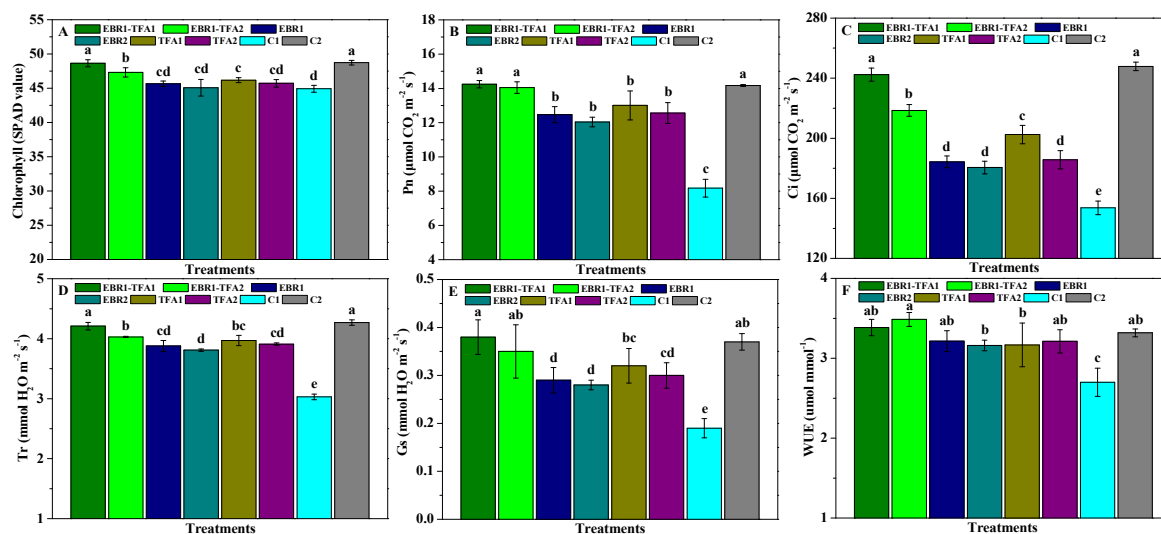 A EBR1-TFA1 EBR1-TFA2 EBR1
EBR2 TFA1 TFA2 C1 C2
Chlorophyll (SPAD value)
55
50
45
40
35
30
25
20
a b cd cd c cd d a
Treatments
B EBR1-TFA1 EBR1-TFA2 EBR1
EBR2 TFA1 TFA2 C1 C2
Pn (μmol CO₂ m⁻² s⁻¹)
18
16
14
12
10
8
6
4
a a b b b b c a
Treatments
C EBR1-TFA1 EBR1-TFA2 EBR1
EBR2 TFA1 TFA2 C1 C2
Ci (μmol CO₂ m⁻² s⁻¹)
280
240
200
160
120
a b d d c d e a
Treatments
D EBR1-TFA1 EBR1-TFA2 EBR1
EBR2 TFA1 TFA2 C1 C2
Tr (mmol H₂O m⁻² s⁻¹)
5
4
3
2
1
a b cd d bc cd e a
Treatments
E EBR1-TFA1 EBR1-TFA2 EBR1
EBR2 TFA1 TFA2 C1 C2
Gs (mmol H₂O m⁻² s⁻¹)
0.5
0.4
0.3
0.2
0.1
0.0
a ab cd d bc cd e ab
Treatments
F EBR1-TFA1 EBR1-TFA2 EBR1
EBR2 TFA1 TFA2 C1 C2
WUE (umol mmol⁻¹)
4
3
2
1
ab a ab b b ab c ab
Treatments